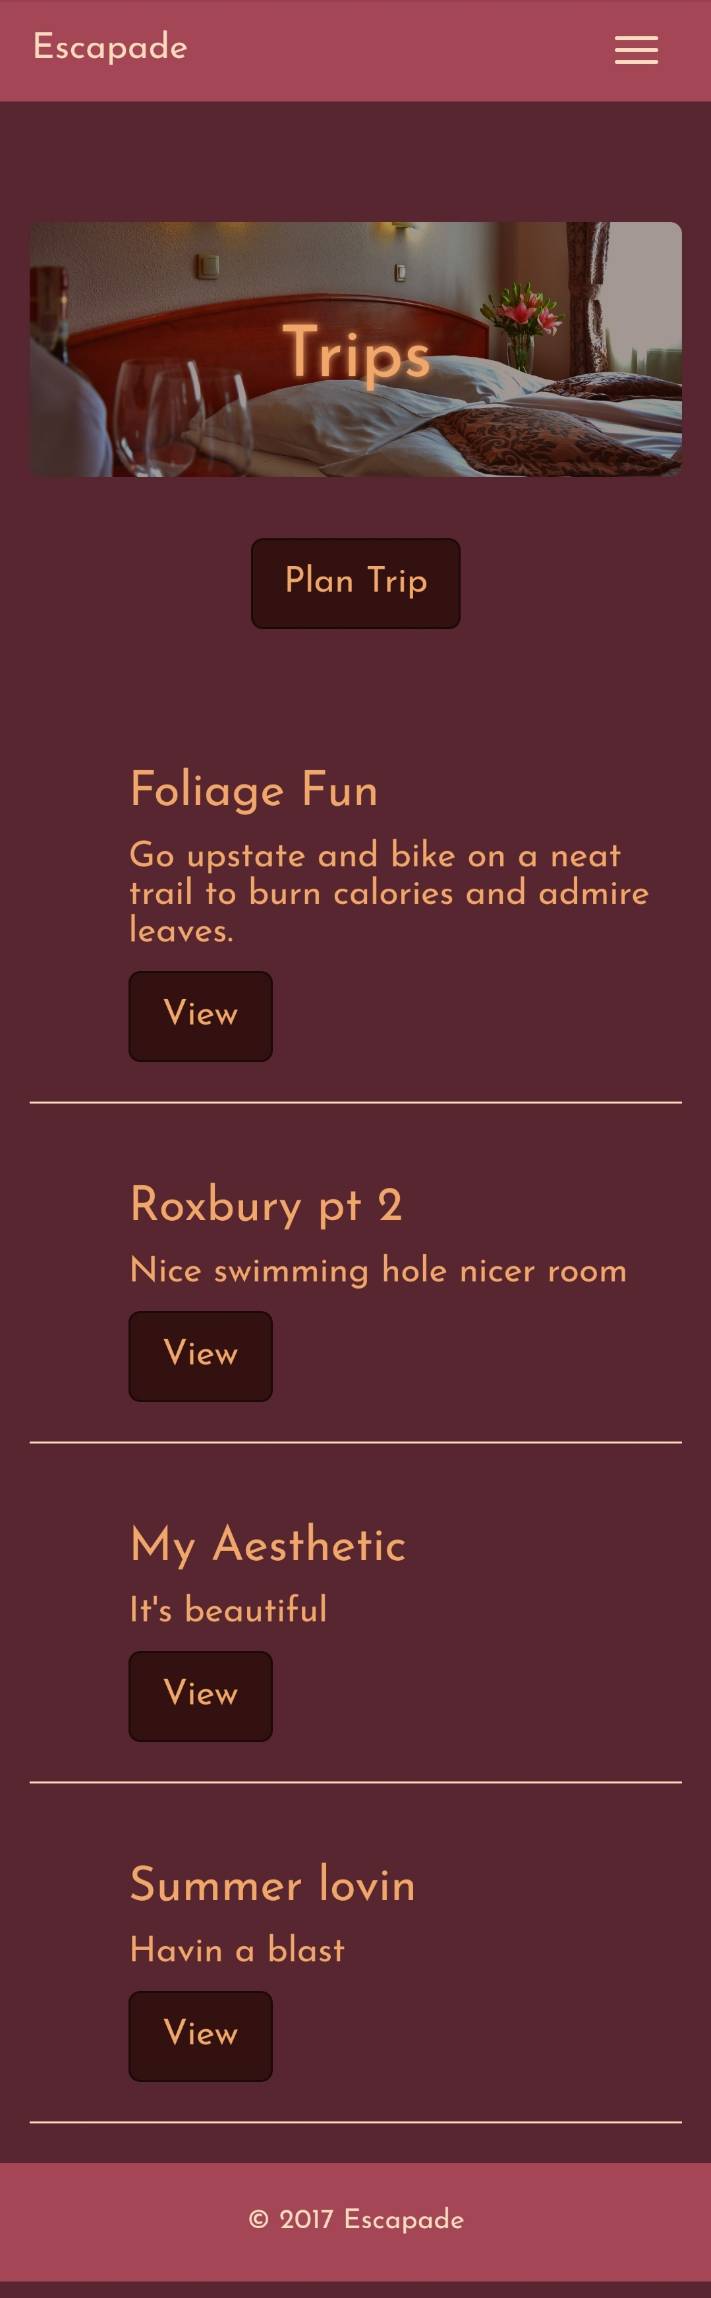 Escapade
Trips
Plan Trip
Foliage Fun
Go upstate and bike on a neat
trail to burn calories and admire
leaves.
View
Roxbury pt 2
Nice swimming hole nicer room
View
My Aesthetic
It's beautiful
View
Summer lovin
Havin a blast
View
© 2017 Escapade